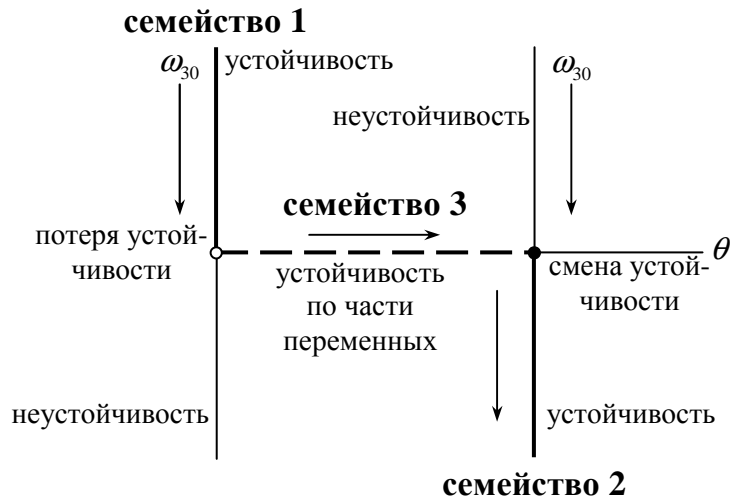 семейство 1
ω₃₀
устойчивость
ω₃₀
неустойчивость
семейство 3
потеря устой-
чивости
θ
устойчивость
по части
переменных
смена устой-
чивости
неустойчивость
устойчивость
семейство 2